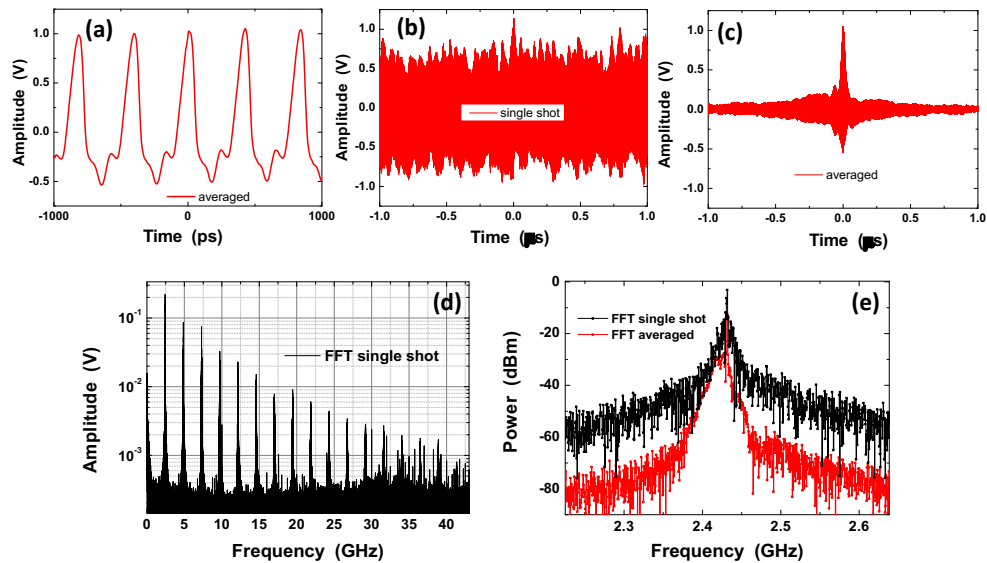 (a)
Amplitude (V)
1.0
0.5
0.0
-0.5
averaged
-1000
0
1000
Time (ps)
(b)
Amplitude (V)
1.0
0.5
0.0
-0.5
-1.0
single shot
-1.0
-0.5
0.0
0.5
1.0
Time (µs)
(c)
Amplitude (V)
1.0
0.5
0.0
-0.5
-1.0
averaged
-1.0
-0.5
0.0
0.5
1.0
Time (µs)
(d)
Amplitude (V)
10⁻¹
10⁻²
10⁻³
FFT single shot
0 5 10 15 20 25 30 35 40
Frequency (GHz)
(e)
Power (dBm)
0
-20
-40
-60
-80
FFT single shot
FFT averaged
2.3
2.4
2.5
2.6
Frequency (GHz)